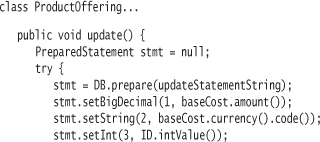 class ProductOffering...
public void update() {
PreparedStatement stmt = null;
try {
stmt = DB.prepare(updateStatementString);
stmt.setBigDecimal(1, baseCost.amount());
stmt.setString(2, baseCost.currency().code());
stmt.setInt(3, ID.intValue());